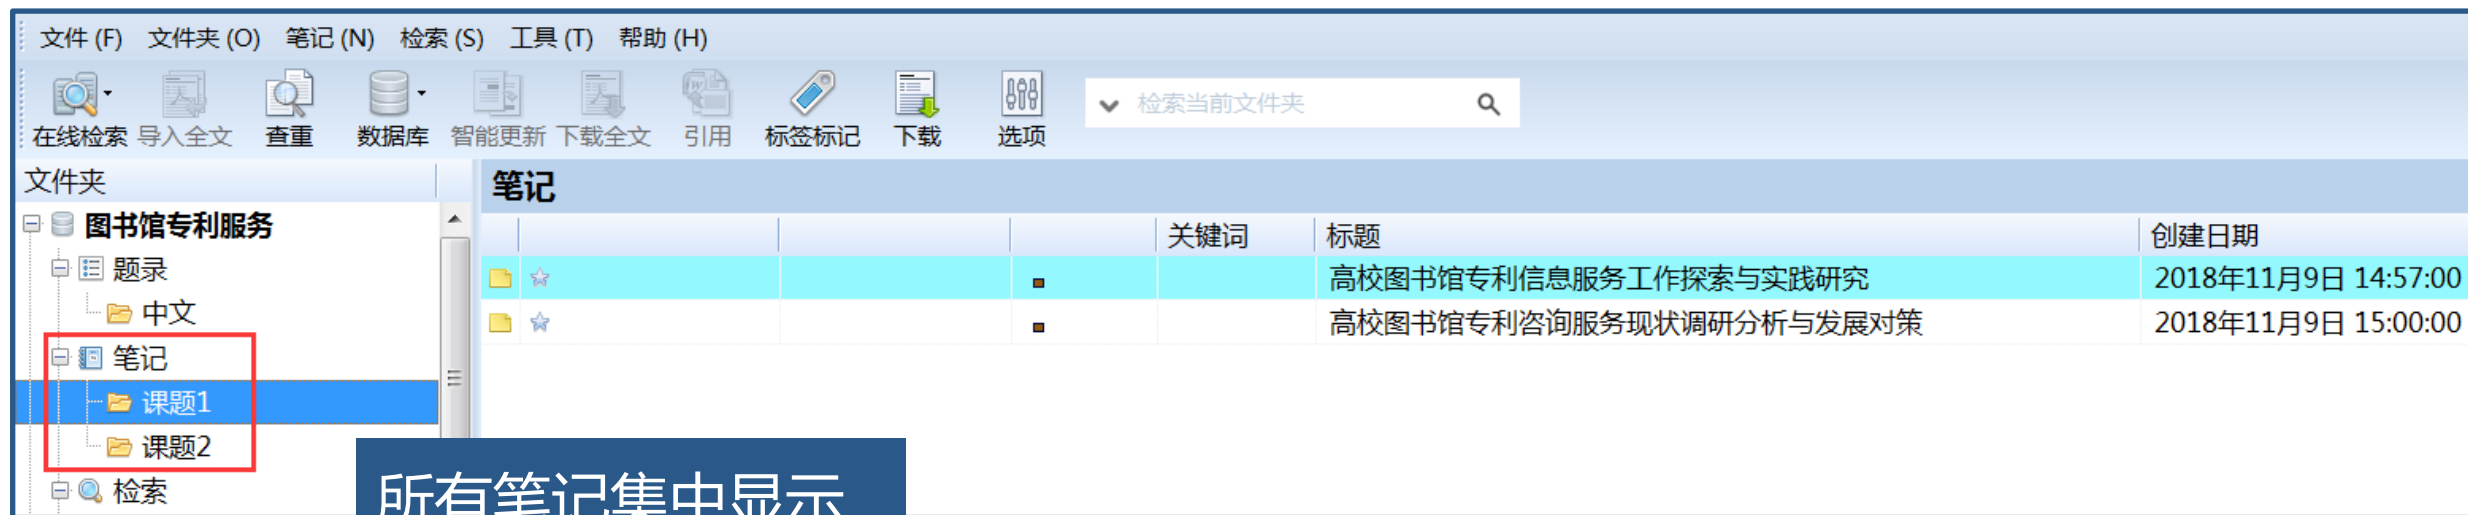 文件 (F) 文件夹 (O) 笔记 (N) 检索 (S) 工具 (T) 帮助 (H)
检索当前文件夹
在线检索 导入全文 查重 数据库 智能更新 下载全文 引用 标签标记 下载 选项
文件夹
笔记
图书馆专利服务
关键词 标题 创建日期
题录
高校图书馆专利信息服务工作探索与实践研究 2018年11月9日 14:57:00
中文
高校图书馆专利咨询服务现状调研分析与发展对策 2018年11月9日 15:00:00
笔记
课题1
课题2
检索
所有笔记集中显示